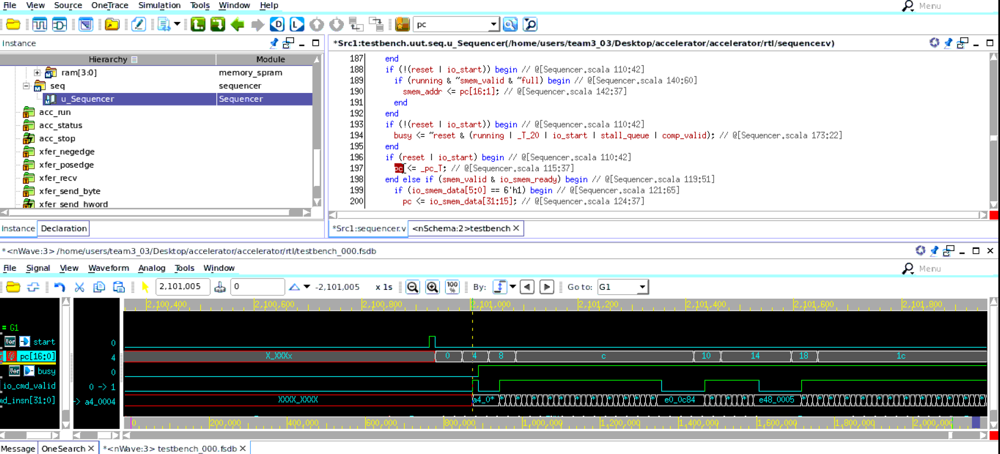 File View Source OneTrace Simulation Tools Window Help Menu
pc
Instance
Hierarchy Module
ram[3:0] memory_spram
seq sequencer
u_Sequencer Sequencer
acc_run
acc_status
acc_stop
xfer_negedge
xfer_posedge
xfer_recv
xfer_send_byte
xfer_send_hword
Instance Declaration
*Src1:testbench.uut.seq.u_Sequencer(/home/users/team3_03/Desktop/accelerator/accelerator/rtl/sequencer.v)
187 end
188 if (!(reset | io_start)) begin // @[Sequencer.scala 110:42]
189 if (running & ~smem_valid & ~full) begin // @[Sequencer.scala 140:60]
190 smem_addr <= pc[16:1]; // @[Sequencer.scala 142:37]
191 end
192 end
193 if (!(reset | io_start)) begin // @[Sequencer.scala 110:42]
194 busy <= ~reset & (running | _T_20 | io_start | stall_queue | comp_valid); // @[Sequencer.scala 173:22]
195 end
196 if (reset | io_start) begin // @[Sequencer.scala 110:42]
197 pc <= _pc_T; // @[Sequencer.scala 115:37]
198 end else if (smem_valid & io_smem_ready) begin // @[Sequencer.scala 119:51]
199 if (io_smem_data[5:0] == 6'h1) begin // @[Sequencer.scala 121:65]
200 pc <= io_smem_data[31:15]; // @[Sequencer.scala 124:37]
*Src1:sequencer.v <nSchema:2>testbench
*<nWave:3> /home/users/team3_03/Desktop/accelerator/accelerator/rtl/testbench_000.fsdb
File Signal View Waveform Analog Tools Window Menu
2,101,005 0 -2,101,005 x 1s 100 % By: Go to: G1
2,100,400 2,100,600 2,100,800 2,101,000 2,101,200 2,101,400 2,101,600 2,101,800
= G1
start 0
pc[16:0] 4 X_XXXx 0 4 8 c 10 14 18 1c
busy 0
io_cmd_valid 0 -> 1
md_insn[31:0] -> a4_0004 XXXX_XXXX a4_0* e0_0c84 e48_0005
0 200,000 400,000 600,000 800,000 1,000,000 1,200,000 1,400,000 1,600,000 1,800,000 2,000,000
Message OneSearch *<nWave:3> testbench_000.fsdb